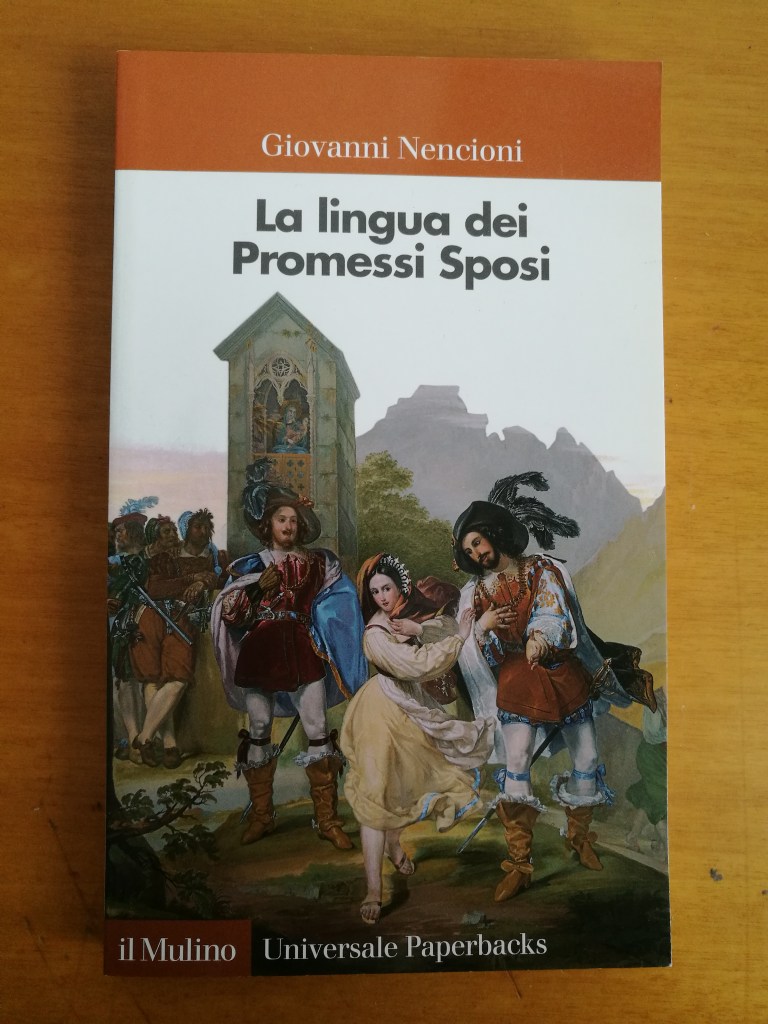 Giovanni Nencioni
La lingua dei
Promessi Sposi
il Mulino
Universale Paperbacks